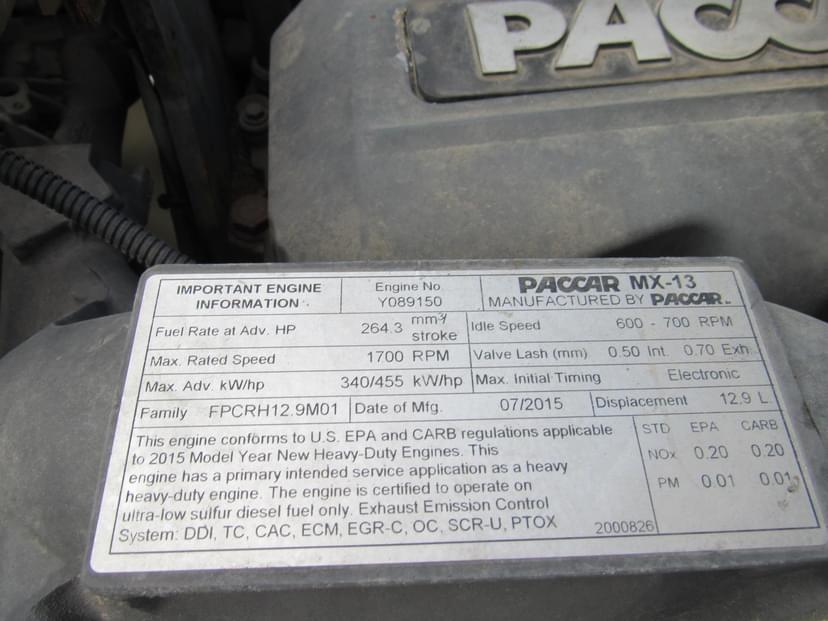 PACC
IMPORTANT ENGINE
INFORMATION
Engine No
Y089150
PACCAR MX-13
MANUFACTURED BY PACCAR
Fuel Rate at Adv. HP 264.3 mm³/
stroke
Idle Speed 600 - 700 RPM
Max. Rated Speed 1700 RPM
Valve Lash (mm) 0.50 Int. 0.70 Exh.
Max. Adv. kW/hp 340/455 kW/hp
Max. Initial Timing Electronic
Family FPCRH12.9M01
Date of Mfg. 07/2015
Displacement 12.9 L
This engine conforms to U.S. EPA and CARB regulations applicable
to 2015 Model Year New Heavy-Duty Engines. This
engine has a primary intended service application as a heavy
heavy-duty engine. The engine is certified to operate on
ultra-low sulfur diesel fuel only. Exhaust Emission Control
System: DDI, TC, CAC, ECM, EGR-C, OC, SCR-U, PTOX
2000826
STD EPA CARB
NOx 0.20 0.20
PM 0.01 0.01